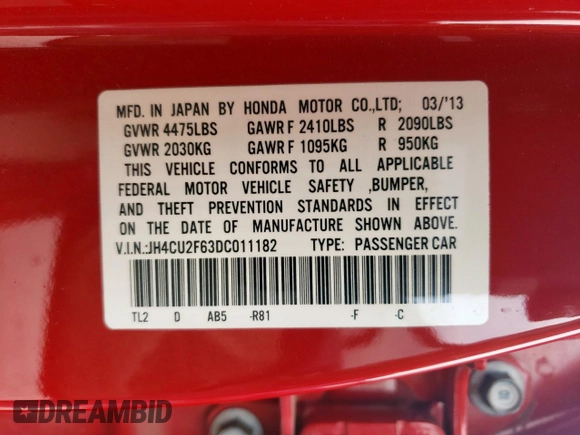 MFD. IN JAPAN BY HONDA MOTOR CO.,LTD; 03/'13
GVWR 4475LBS GAWR F 2410LBS R 2090LBS
GVWR 2030KG GAWR F 1095KG R 950KG
THIS VEHICLE CONFORMS TO ALL APPLICABLE
FEDERAL MOTOR VEHICLE SAFETY ,BUMPER,
AND THEFT PREVENTION STANDARDS IN EFFECT
ON THE DATE OF MANUFACTURE SHOWN ABOVE.
V.I.N.:JH4CU2F63DC011182 TYPE: PASSENGER CAR
TL2 D AB5 -R81 -F -C
DREAMBID